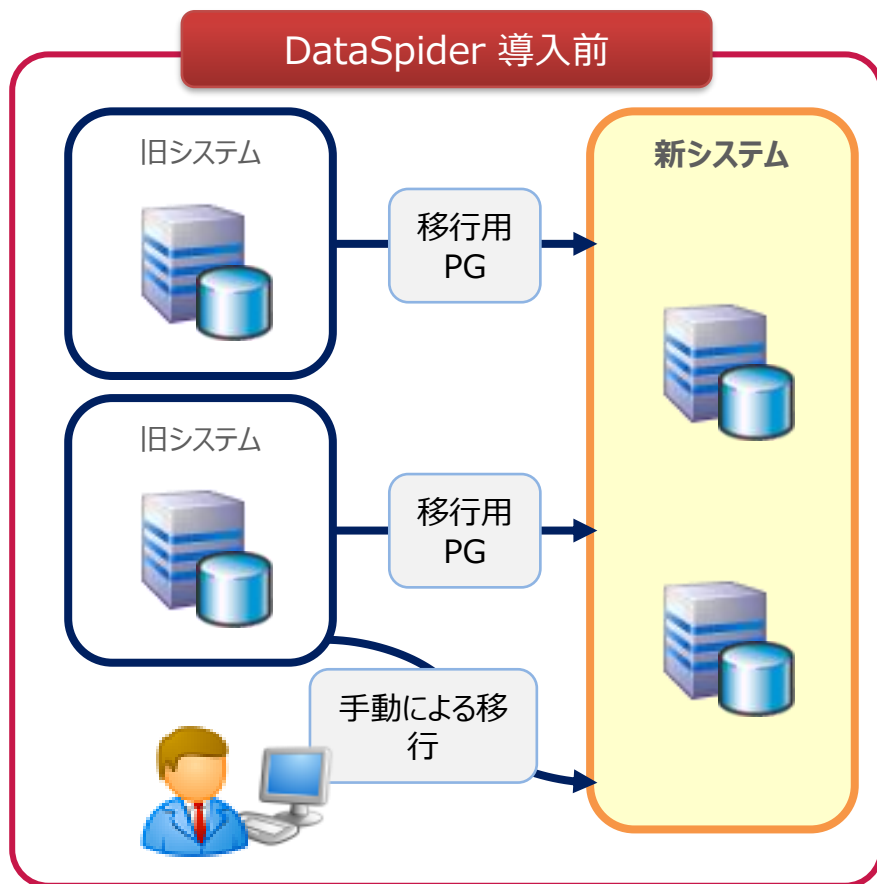 DataSpider 導入前
旧システム
新システム
移行用
PG
旧システム
移行用
PG
手動による移
行